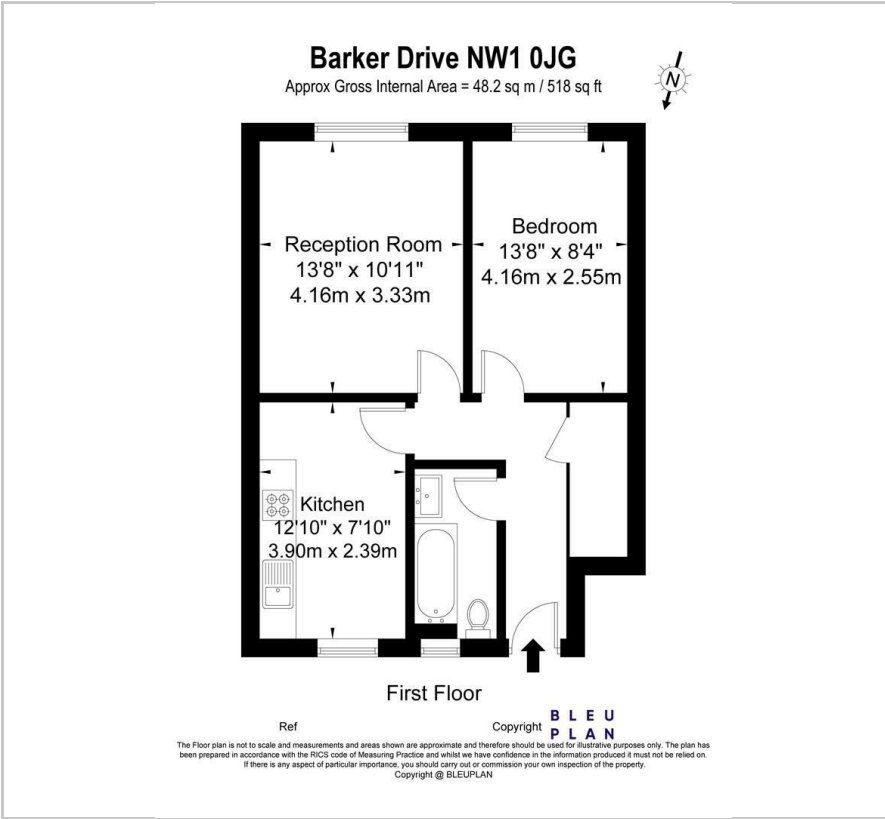 Barker Drive NW1 0JG
Approx Gross Internal Area = 48.2 sq m / 518 sq ft
N
Reception Room
13'8" x 10'11"
4.16m x 3.33m
Bedroom
13'8" x 8'4"
4.16m x 2.55m
Kitchen
12'10" x 7'10"
3.90m x 2.39m
First Floor
Ref
Copyright
BLEU
PLAN
The Floor plan is not to scale and measurements and areas shown are approximate and therefore should be used for illustrative purposes only. The plan has
been prepared in accordance with the RICS code of Measuring Practice and whilst we have confidence in the information produced it must not be relied on.
If there is any aspect of particular importance, you should carry out or commission your own inspection of the property.
Copyright @ BLEUPLAN